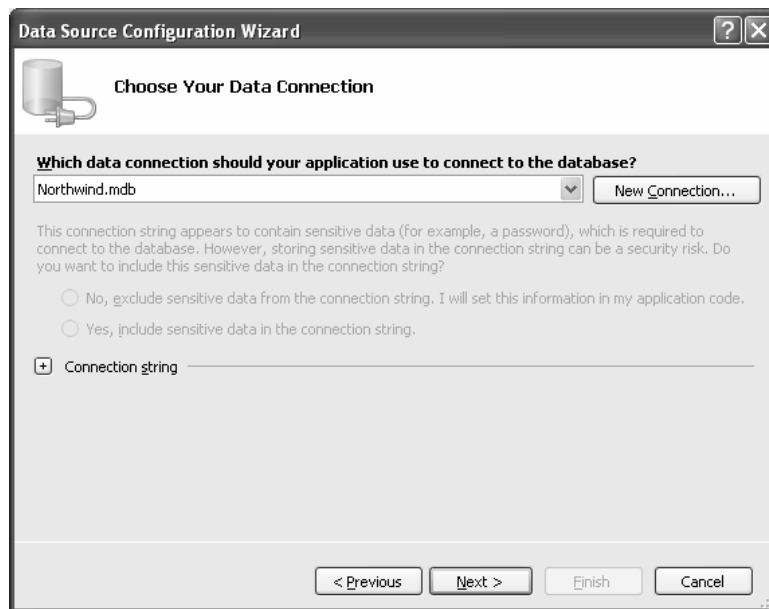 Data Source Configuration Wizard
?
Choose Your Data Connection
Which data connection should your application use to connect to the database?
Northwind.mdb
New Connection...
This connection string appears to contain sensitive data (for example, a password), which is required to
connect to the database. However, storing sensitive data in the connection string can be a security risk. Do
you want to include this sensitive data in the connection string?
No, exclude sensitive data from the connection string. I will set this information in my application code.
Yes, include sensitive data in the connection string.
Connection string
< Previous
Next >
Finish
Cancel